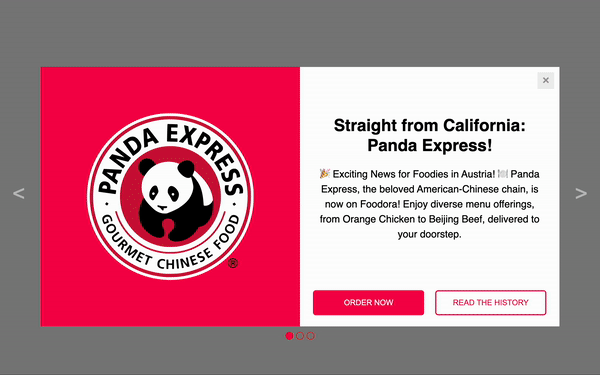 PANDA EXPRESS
GOURMET CHINESE FOOD
®
×
Straight from California:
Panda Express!
🎉 Exciting News for Foodies in Austria! 🍽️ Panda
Express, the beloved American-Chinese chain, is
now on Foodora! Enjoy diverse menu offerings,
from Orange Chicken to Beijing Beef, delivered to
your doorstep.
ORDER NOW
READ THE HISTORY
<
>